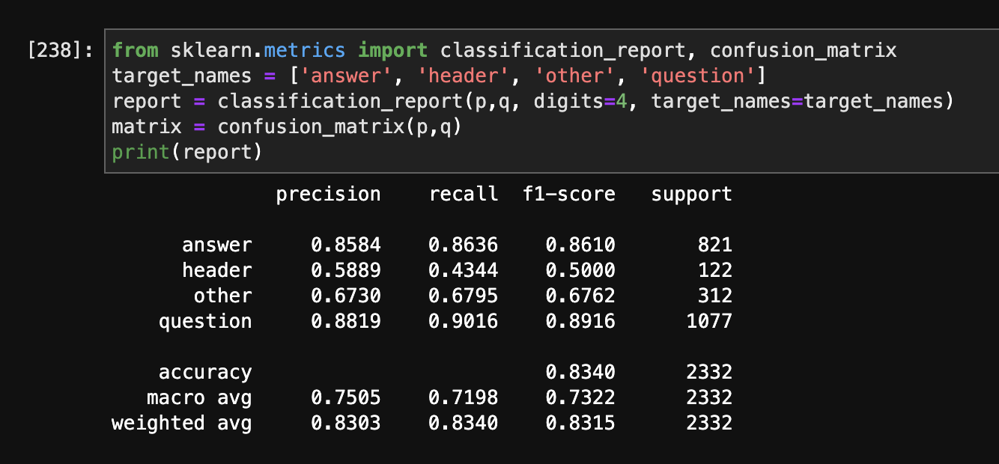 [238]: from sklearn.metrics import classification_report, confusion_matrix
target_names = ['answer', 'header', 'other', 'question']
report = classification_report(p,q, digits=4, target_names=target_names)
matrix = confusion_matrix(p,q)
print(report)
precision recall f1-score support
answer 0.8584 0.8636 0.8610 821
header 0.5889 0.4344 0.5000 122
other 0.6730 0.6795 0.6762 312
question 0.8819 0.9016 0.8916 1077
accuracy 0.8340 2332
macro avg 0.7505 0.7198 0.7322 2332
weighted avg 0.8303 0.8340 0.8315 2332